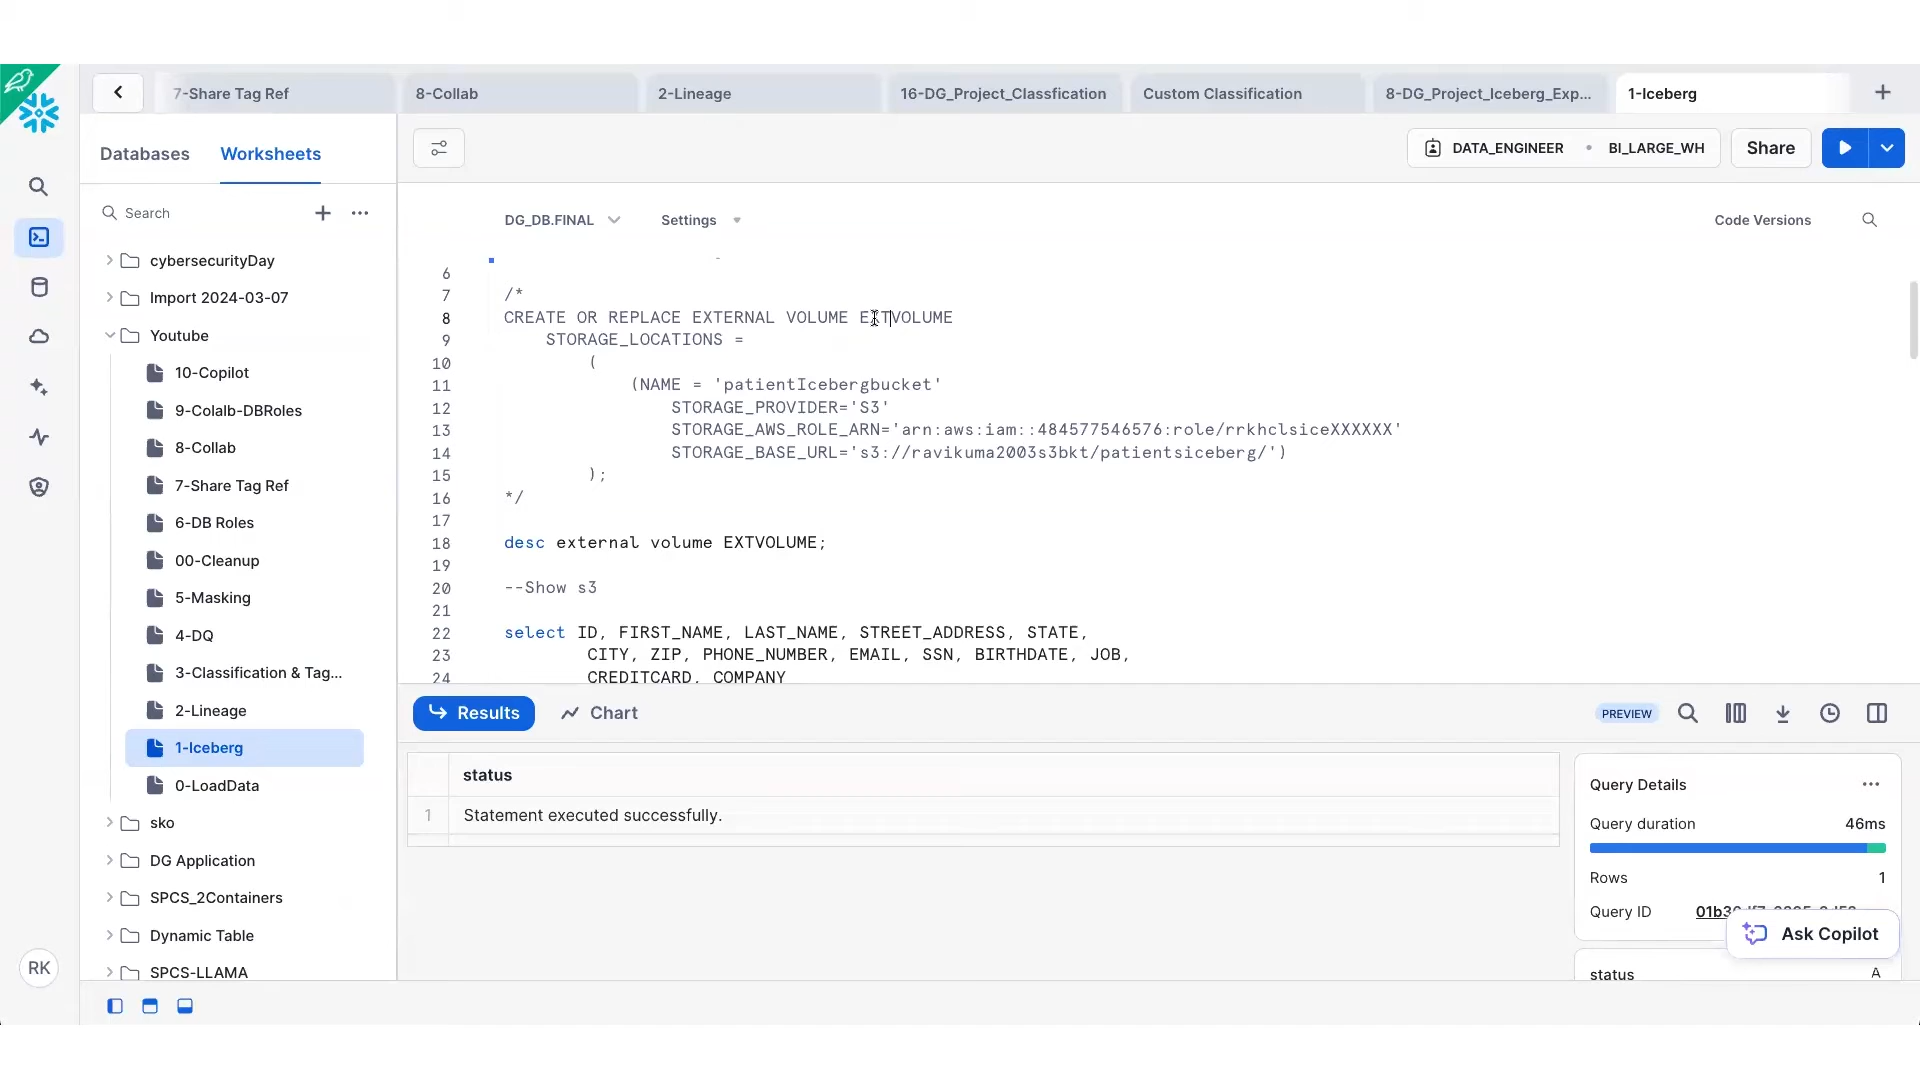 7-Share Tag Ref
8-Collab
2-Lineage
16-DG_Project_Classfication
Custom Classification
8-DG_Project_Iceberg_Exp...
1-Iceberg
Databases
Worksheets
DATA_ENGINEER • BI_LARGE_WH
Share
Search
DG_DB.FINAL
Settings
Code Versions
cybersecurityDay
Import 2024-03-07
Youtube
10-Copilot
9-Colalb-DBRoles
8-Collab
7-Share Tag Ref
6-DB Roles
00-Cleanup
5-Masking
4-DQ
3-Classification & Tag...
2-Lineage
1-Iceberg
0-LoadData
sko
DG Application
SPCS_2Containers
Dynamic Table
SPCS-LLAMA
RK
6
7 /*
8 CREATE OR REPLACE EXTERNAL VOLUME EXTVOLUME
9 STORAGE_LOCATIONS =
10 (
11 (NAME = 'patientIcebergbucket'
12 STORAGE_PROVIDER='S3'
13 STORAGE_AWS_ROLE_ARN='arn:aws:iam::484577546576:role/rrkhclsiceXXXXXX'
14 STORAGE_BASE_URL='s3://ravikuma2003s3bkt/patientsiceberg/')
15 );
16 */
17
18 desc external volume EXTVOLUME;
19
20 --Show s3
21
22 select ID, FIRST_NAME, LAST_NAME, STREET_ADDRESS, STATE,
23 CITY, ZIP, PHONE_NUMBER, EMAIL, SSN, BIRTHDATE, JOB,
24 CREDITCARD, COMPANY
Results
Chart
PREVIEW
status
1 Statement executed successfully.
Query Details
...
Query duration 46ms
Rows 1
Query ID
Ask Copilot
status A